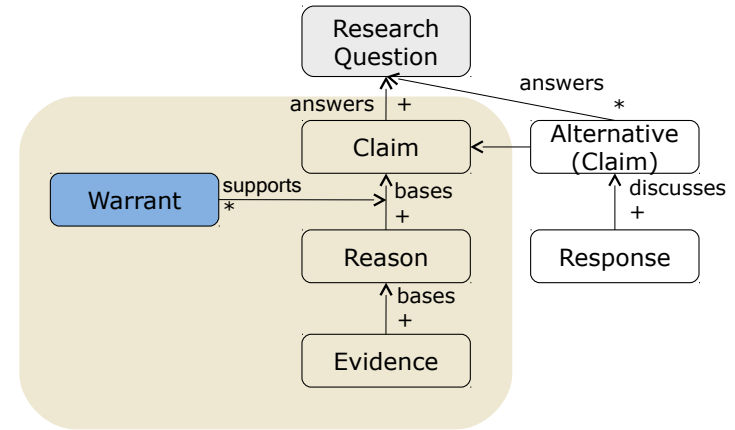 Research
Question
answers
+
answers
*
Claim
Alternative
(Claim)
Warrant
supports
*
bases
+
discusses
+
Reason
Response
bases
+
Evidence